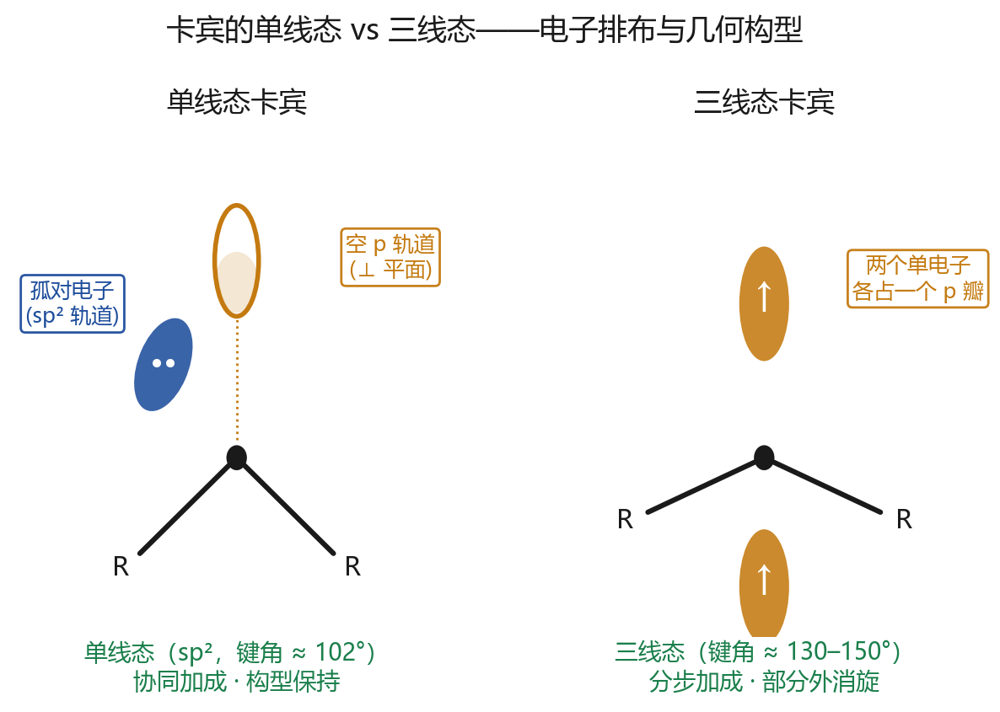 卡宾的单线态 vs 三线态——电子排布与几何构型
单线态卡宾
三线态卡宾
空 p 轨道
(⊥ 平面)
孤对电子
(sp² 轨道)
两个单电子
各占一个 p 瓣
↑
R
R
R
R
↑
单线态（sp²，键角 ≈ 102°）
协同加成 · 构型保持
三线态（键角 ≈ 130–150°）
分步加成 · 部分外消旋